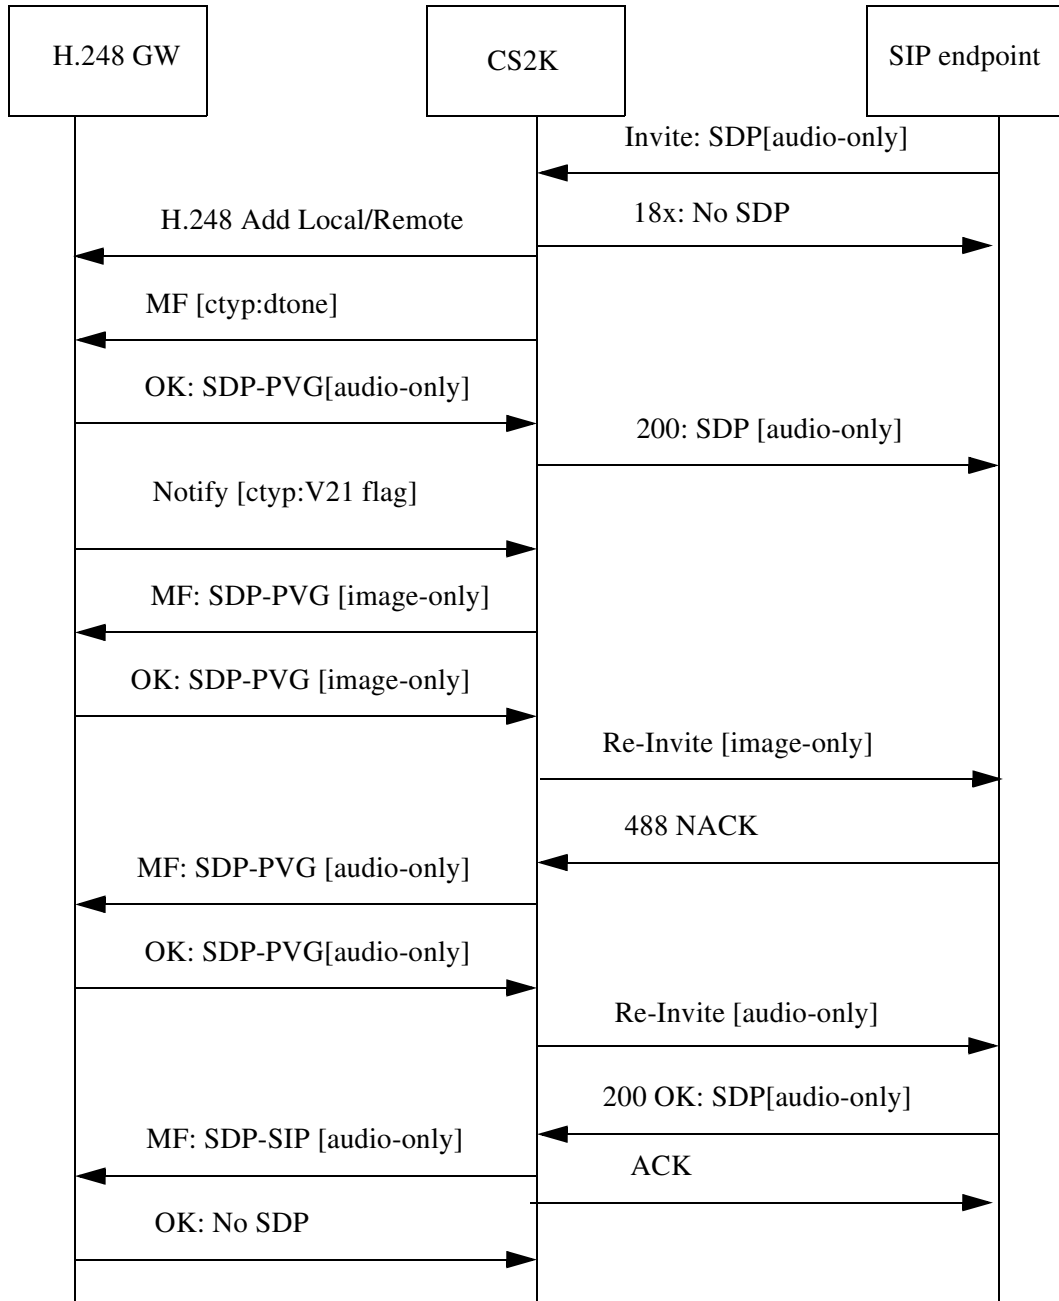 H.248 GW
CS2K
SIP endpoint
Invite: SDP[audio-only]
18x: No SDP
H.248 Add Local/Remote
MF [ctyp:dtone]
OK: SDP-PVG[audio-only]
200: SDP [audio-only]
Notify [ctyp:V21 flag]
MF: SDP-PVG [image-only]
OK: SDP-PVG [image-only]
Re-Invite [image-only]
488 NACK
MF: SDP-PVG [audio-only]
OK: SDP-PVG[audio-only]
Re-Invite [audio-only]
200 OK: SDP[audio-only]
MF: SDP-SIP [audio-only]
ACK
OK: No SDP